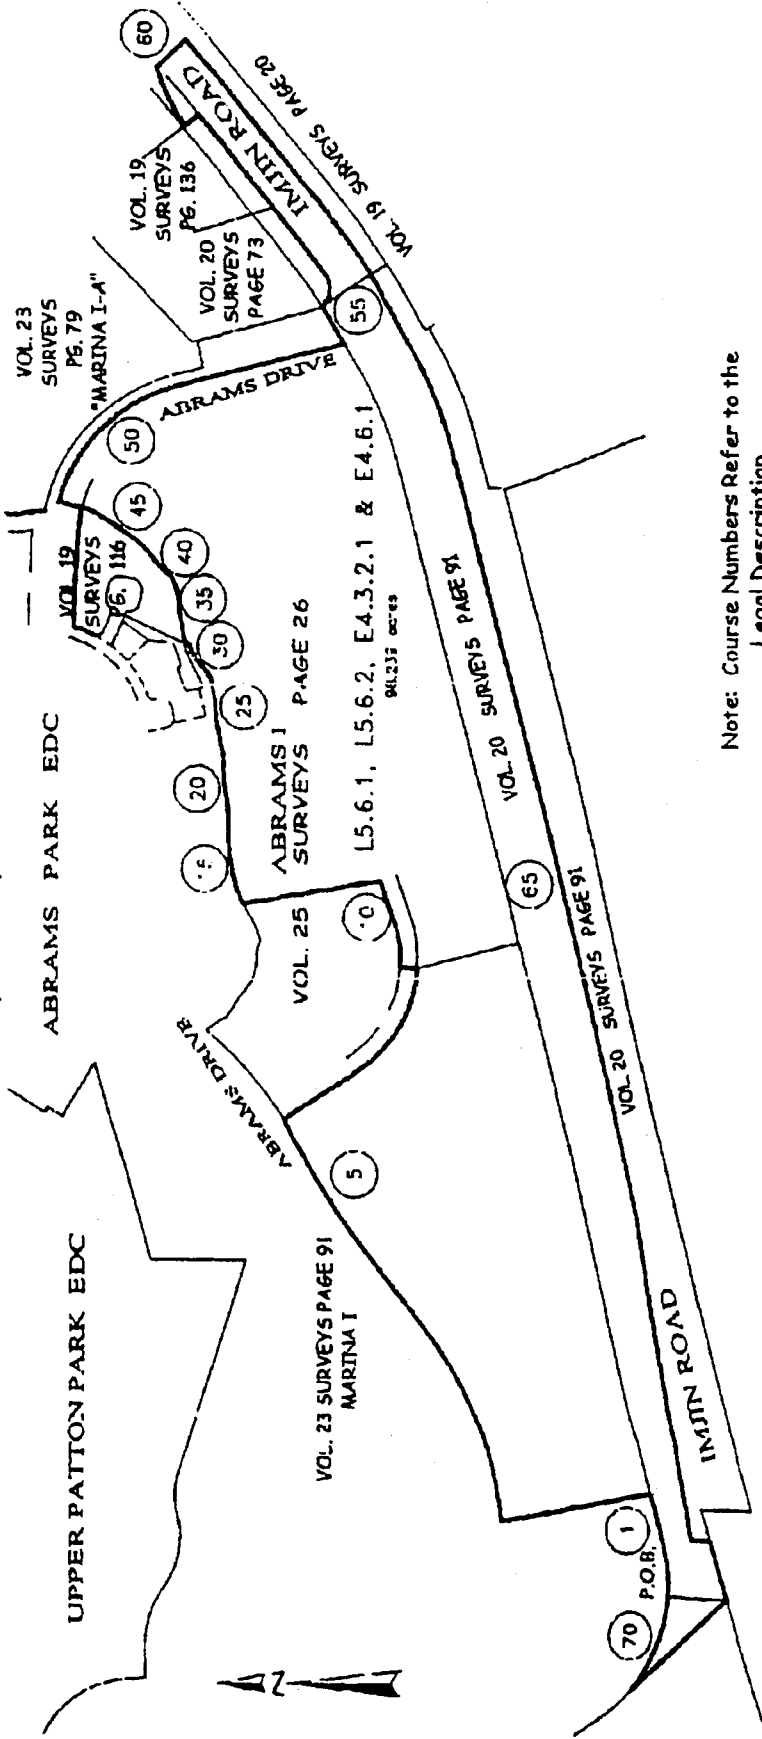 UPPER PATTON PARK EDC
ABRAMS PARK EDC
VOL. 23
SURVEYS
PG. 79
"MARINA I-A"
VOL. 19
SURVEYS
PG. 136
VOL. 20
SURVEYS
PAGE 73
60
IMJIN ROAD
VOL. 19 SURVEYS PAGE 20
55
ABRAMS DRIVE
50
45
40
35
30
25
20
VOL 19
SURVEYS
PG. 116
ABRAMS I
VOL. 25 SURVEYS PAGE 26
L5.6.1, L5.6.2, E4.3.2.1 & E4.6.1
acres
10
ABRAMS DRIVE
5
VOL. 23 SURVEYS PAGE 91
MARINA I
VOL. 20 SURVEYS PAGE 91
65
VOL. 20 SURVEYS PAGE 91
IMJIN ROAD
1
P.O.B.
70
N
Note: Course Numbers Refer to the
Legal Description